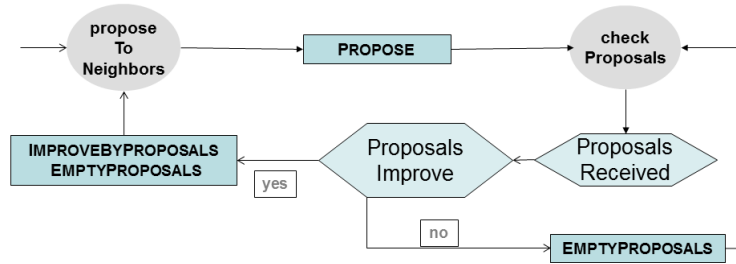 propose
To
Neighbors
PROPOSE
check
Proposals
IMPROVEBYPROPOSALS
EMPTYPROPOSALS
Proposals
Improve
Proposals
Received
yes
no
EMPTYPROPOSALS